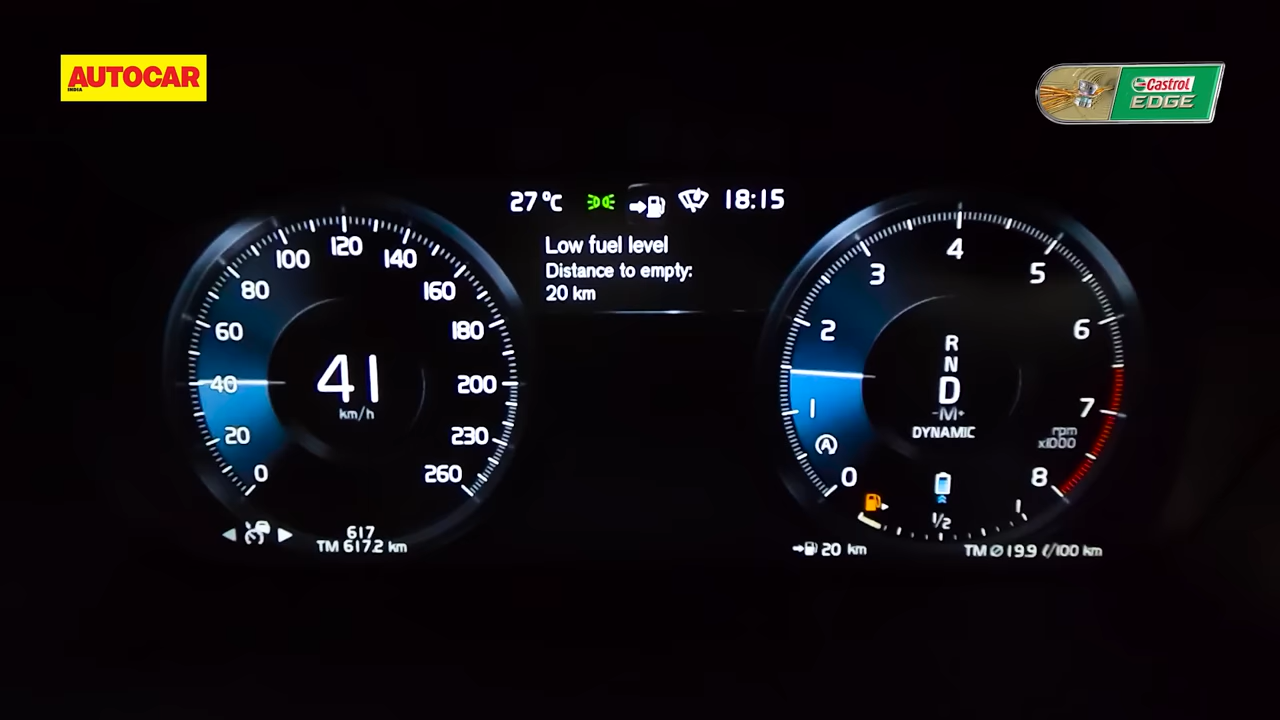 AUTOCAR
INDIA
Castrol
EDGE
27°C
18:15
Low fuel level
Distance to empty:
20 km
0
20
40
60
80
100
120
140
160
180
200
230
260
41
km/h
617
TM 617.2 km
0
1
2
3
4
5
6
7
8
rpm
x1000
R
N
D
-M+
DYNAMIC
A
1/2
1
20 km
TM ∅19.9 ℓ/100 km